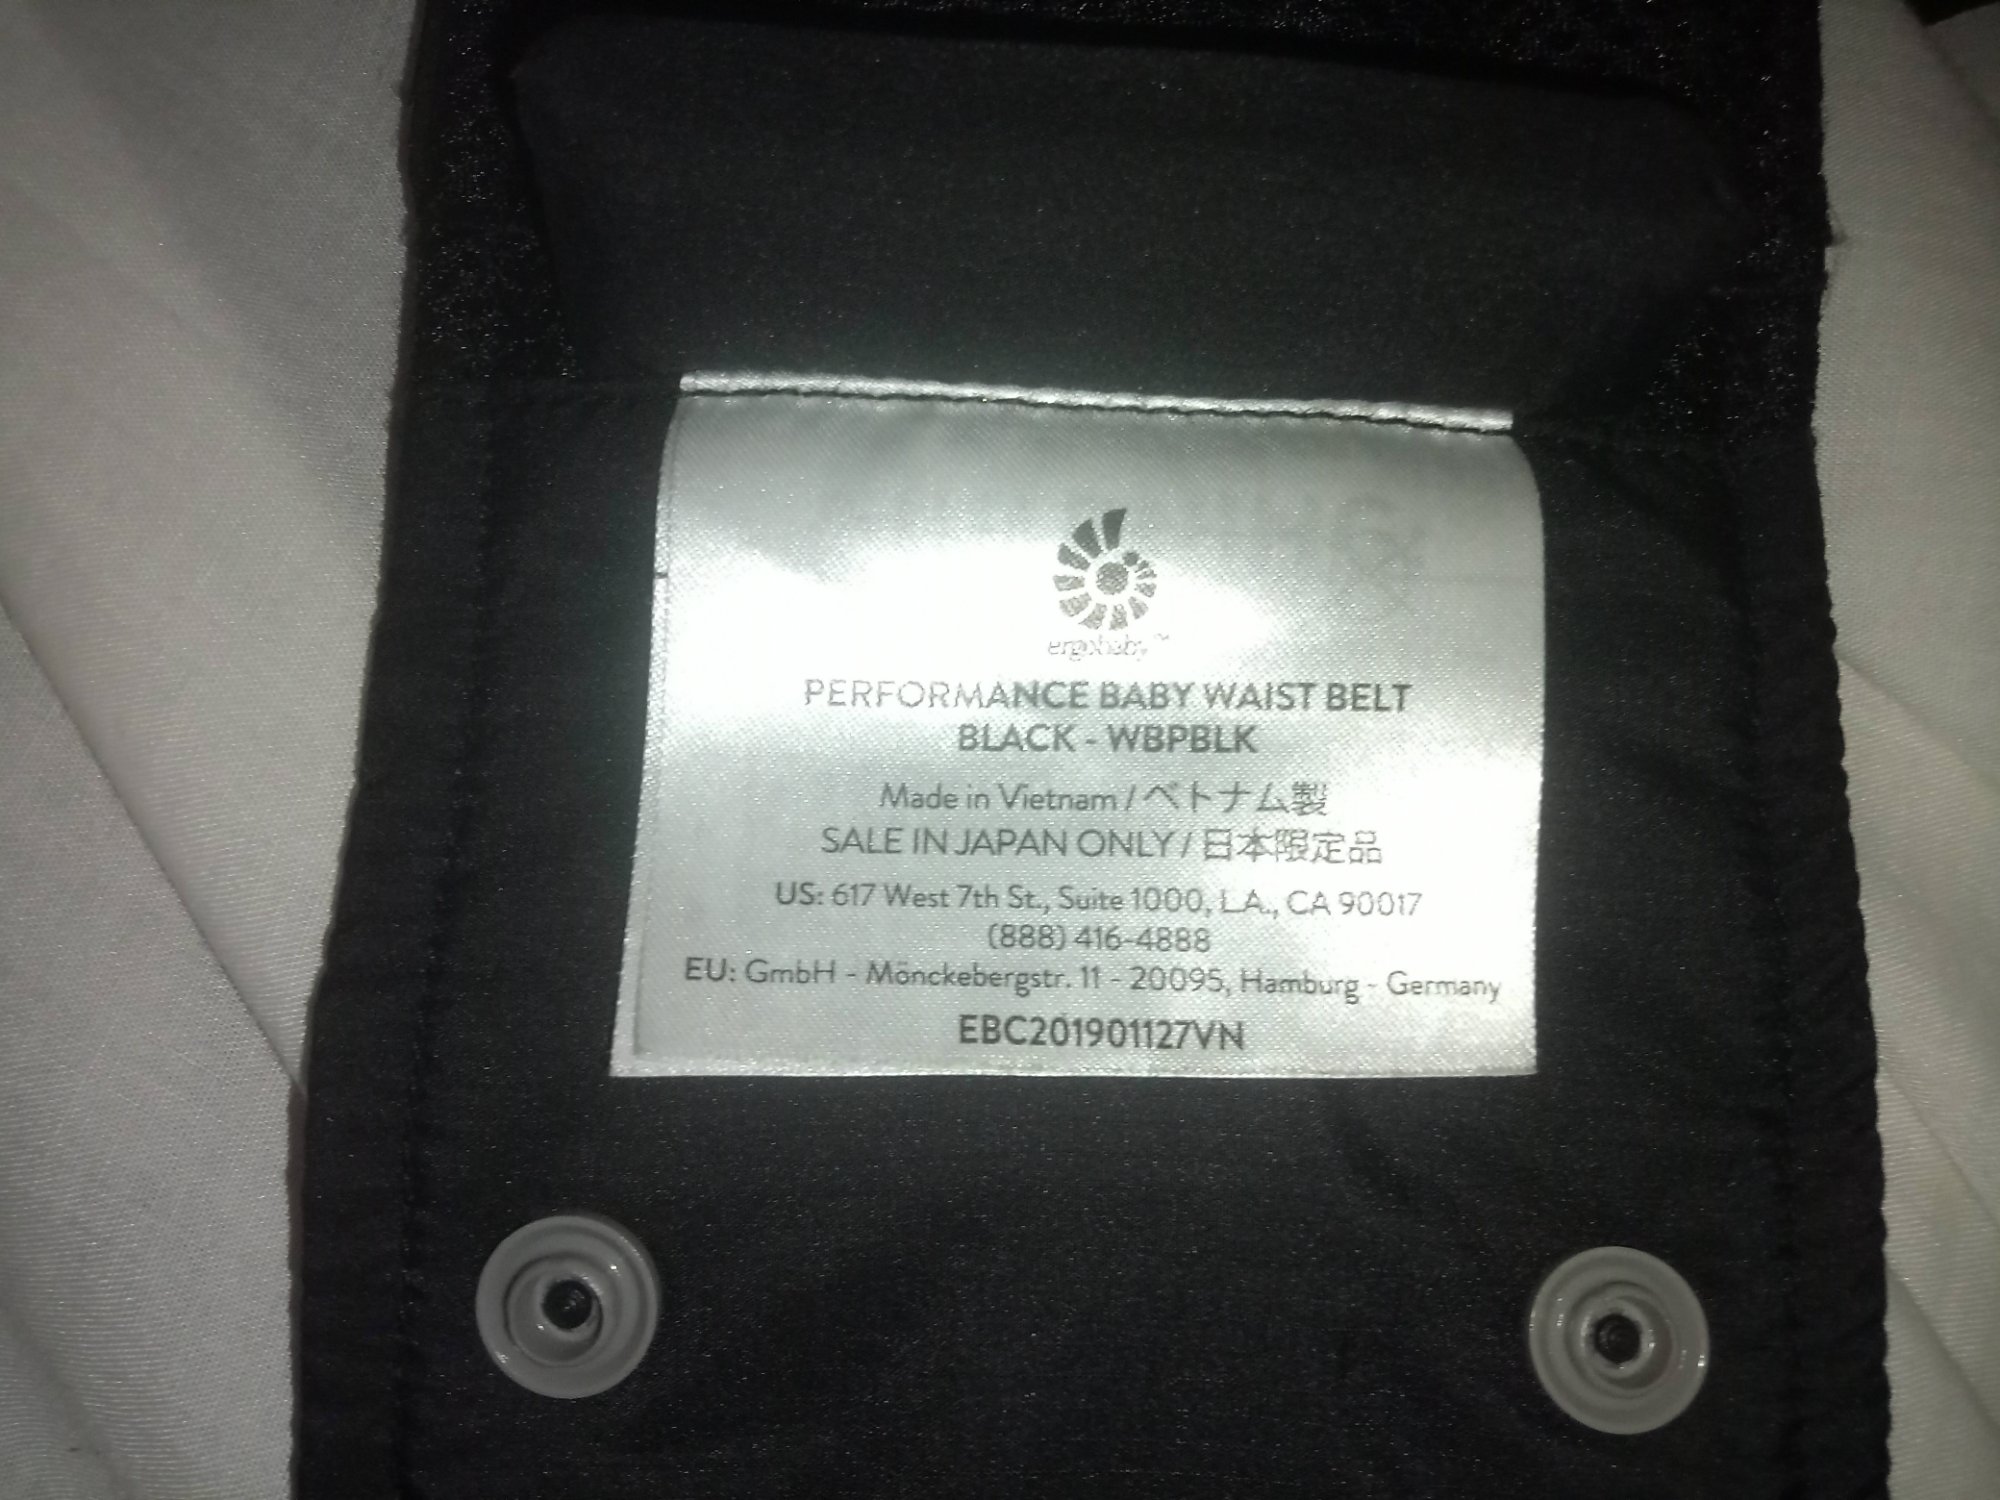 ergobaby™
PERFORMANCE BABY WAIST BELT
BLACK - WBPBLK
Made in Vietnam / ベトナム製
SALE IN JAPAN ONLY / 日本限定品
US: 617 West 7th St., Suite 1000, LA., CA 90017
(888) 416-4888
EU: GmbH - Mönckebergstr. 11 - 20095, Hamburg - Germany
EBC201901127VN